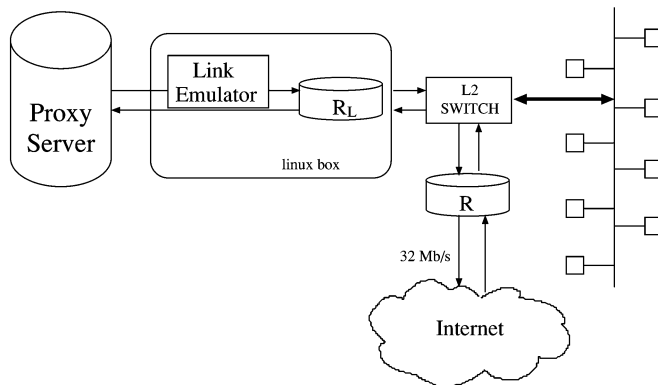 Proxy
Server
Link
Emulator
R_L
linux box
L2
SWITCH
R
32 Mb/s
Internet